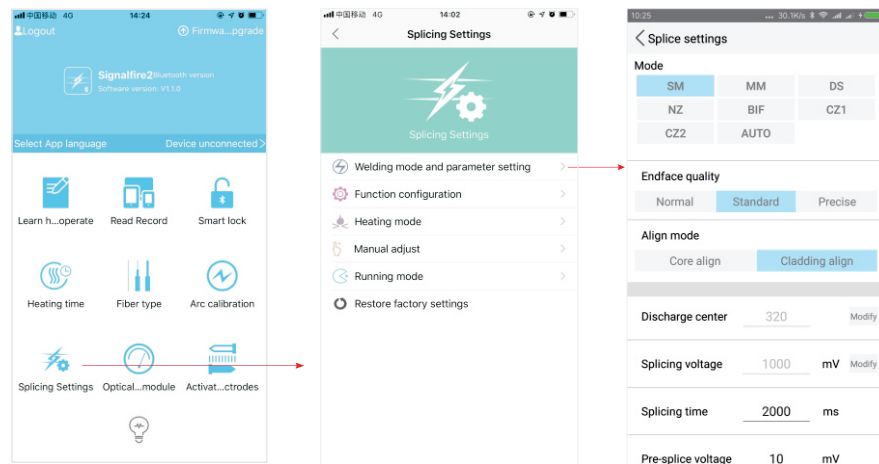 中国移动 4G 14:24
Logout Firmwa...pgrade
Signalfire2 Bluetooth version
Software version: V1.1.0
Select App language Device unconnected
Learn h...operate Read Record Smart lock
Heating time Fiber type Arc calibration
Splicing Settings Optical...module Activat...ctrodes
中国移动 4G 14:02
Splicing Settings
Splicing Settings
Welding mode and parameter setting
Function configuration
Heating mode
Manual adjust
Running mode
Restore factory settings
10:25 ... 30.1K/s
Splice settings
Mode
SM MM DS
NZ BIF CZ1
CZ2 AUTO
Endface quality
Normal Standard Precise
Align mode
Core align Cladding align
Discharge center 320 Modify
Splicing voltage 1000 mV Modify
Splicing time 2000 ms
Pre-splice voltage 10 mV